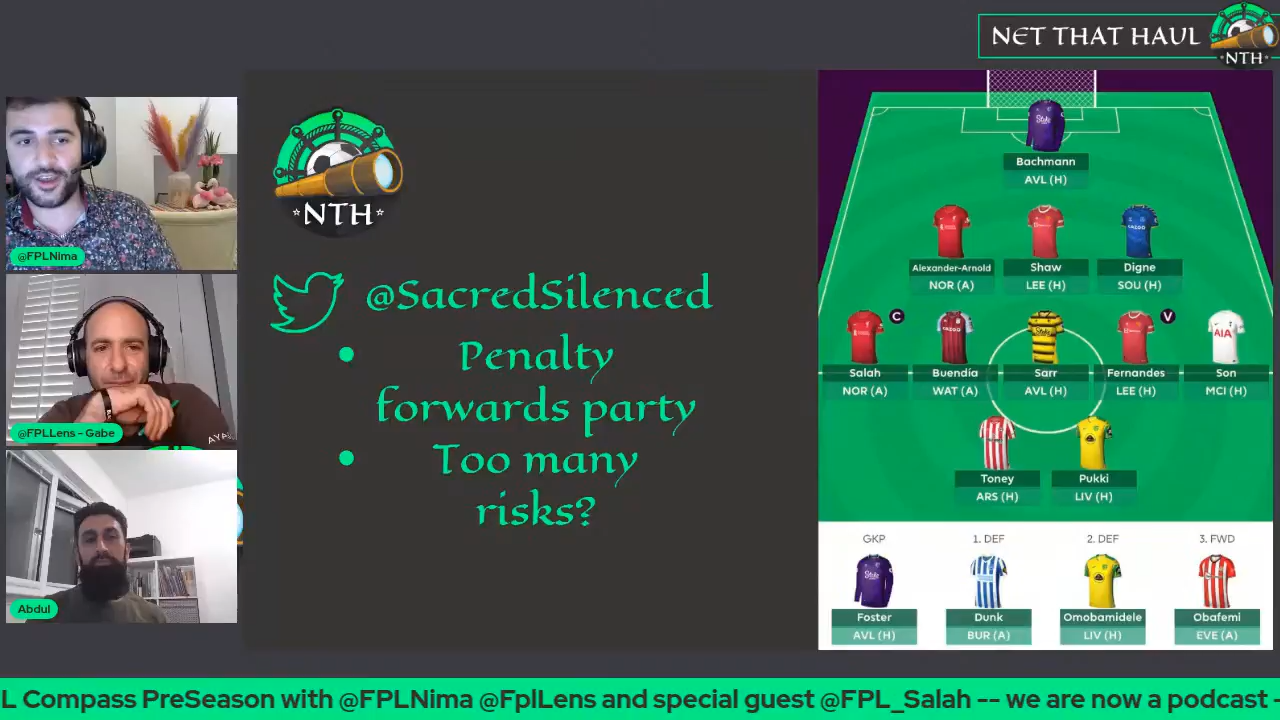 NET THAT HAUL
NTH
@FPLNima
@FPLLens - Gabe
Abdul
NTH
@SacredSilenced
• Penalty
forwards party
• Too many
risks?
Bachmann
AVL (H)
Alexander-Arnold Shaw Digne
NOR (A) LEE (H) SOU (H)
C V
AIA
Salah Buendía Sarr Fernandes Son
NOR (A) WAT (A) AVL (H) LEE (H) MCI (H)
Toney Pukki
ARS (H) LIV (H)
GKP 1. DEF 2. DEF 3. FWD
Foster Dunk Omobamidele Obafemi
AVL (H) BUR (A) LIV (H) EVE (A)
L Compass PreSeason with @FPLNima @FplLens and special guest @FPL_Salah -- we are now a podcast -